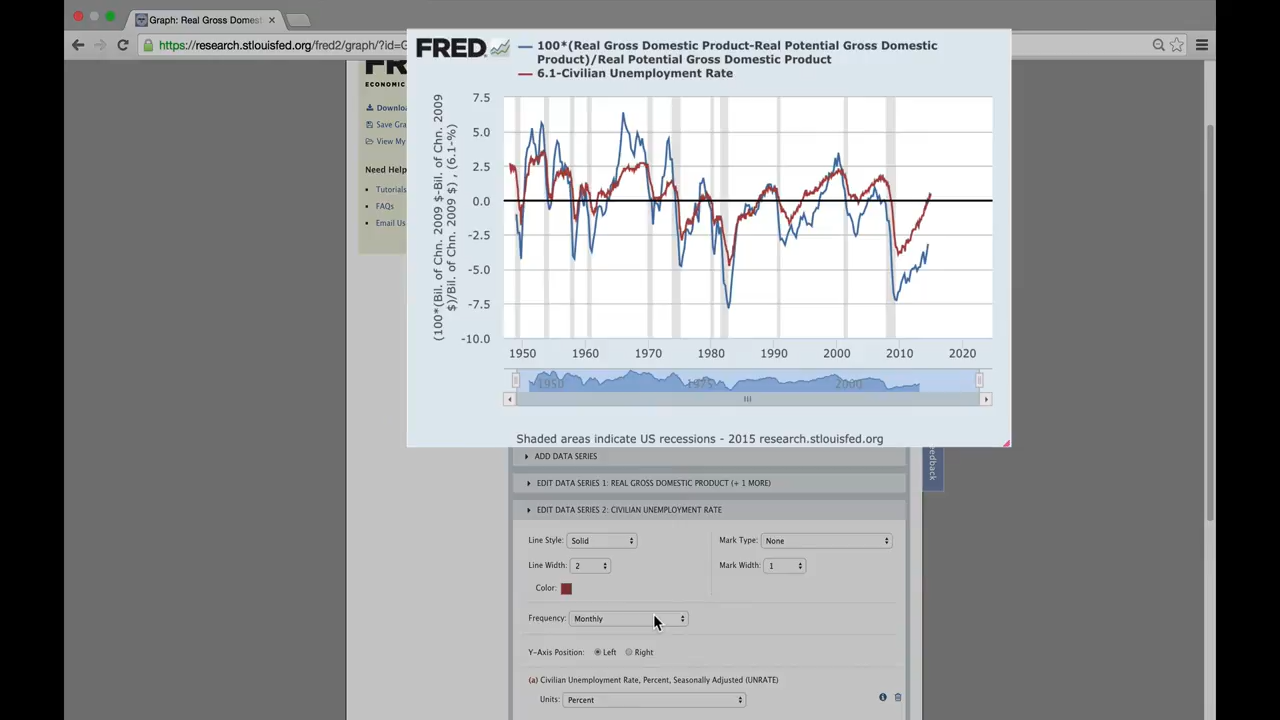 Graph: Real Gross Domest
https://research.stlouisfed.org/fred2/graph/?id=G
FRED
ECONOMIC
Downloa
Save Gra
View My
Need Help
Tutorials
FAQs
Email Us
FRED
100*(Real Gross Domestic Product-Real Potential Gross Domestic
Product)/Real Potential Gross Domestic Product
6.1-Civilian Unemployment Rate
(100*(Bil. of Chn. 2009 $-Bil. of Chn. 2009
$)/Bil. of Chn. 2009 $) , (6.1-%)
7.5
5.0
2.5
0.0
-2.5
-5.0
-7.5
-10.0
1950 1960 1970 1980 1990 2000 2010 2020
1950 1975 2000
Shaded areas indicate US recessions - 2015 research.stlouisfed.org
ADD DATA SERIES
EDIT DATA SERIES 1: REAL GROSS DOMESTIC PRODUCT (+ 1 MORE)
EDIT DATA SERIES 2: CIVILIAN UNEMPLOYMENT RATE
Line Style: Solid Mark Type: None
Line Width: 2 Mark Width: 1
Color:
Frequency: Monthly
Y-Axis Position: Left Right
(a) Civilian Unemployment Rate, Percent, Seasonally Adjusted (UNRATE)
Units: Percent
Feedback